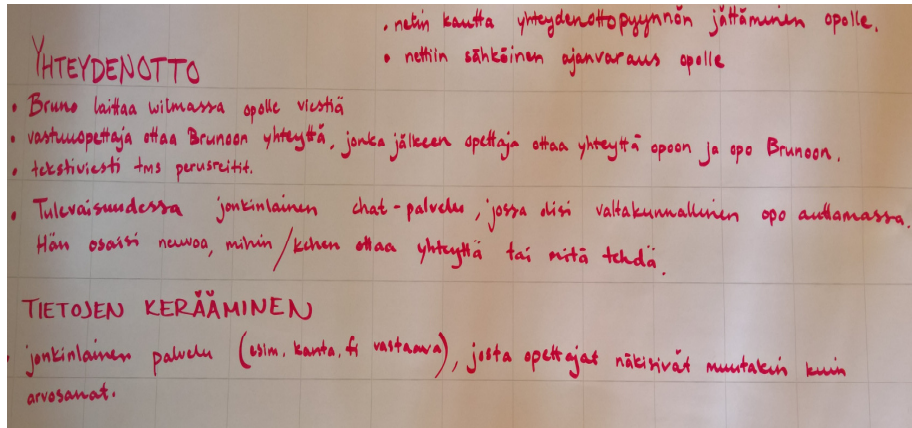 • netin kautta yhteydenottopyynnön jättäminen opolle.
• nettiin sähköinen ajanvaraus opolle
YHTEYDENOTTO
• Bruno laittaa wilmassa opolle viestiä
• vastuuopettaja ottaa Brunoon yhteyttä, jonka jälkeen opettaja ottaa yhteyttä opoon ja opo Brunoon.
• tekstiviesti tms perusreitit.
• Tulevaisuudessa jonkinlainen chat-palvelu, jossa olisi valtakunnallinen opo auttamassa.
Hän osaisi neuvoa, mihin/kehen ottaa yhteyttä tai mitä tehdä.
TIETOJEN KERÄÄMINEN
• jonkinlainen palvelu (esim. kanta.fi vastaava), josta opettajat näkisivät muutakin kuin
arvosanat.